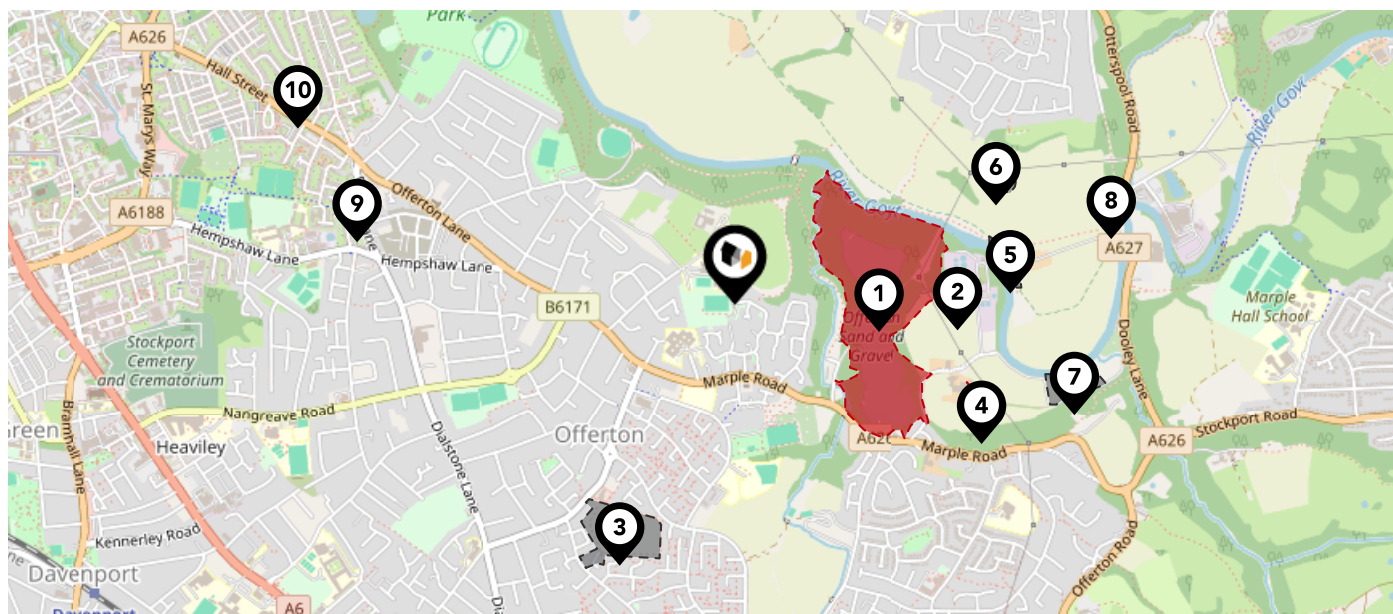 Park
A626
Hall Street
10
St. Marys Way
Otterspool Road
River Goyt
6
A6188
9
Offerton Lane
8
Hempshaw Lane
Hempshaw Lane
River Goyt
A627
5
1
2
B6171
Marple
Hall School
Stockport
Cemetery
and Crematorium
Offerton
Sand and
Grave
Marple Road
7
Dooley Lane
4
Nangreave Road
Bramhall Lane
Green
Heaviley
Offerton
Dialstone Lane
A626
Marple Road
A626
Stockport Road
3
Kennerley Road
Davenport
Davenport
A6
Offerton Road